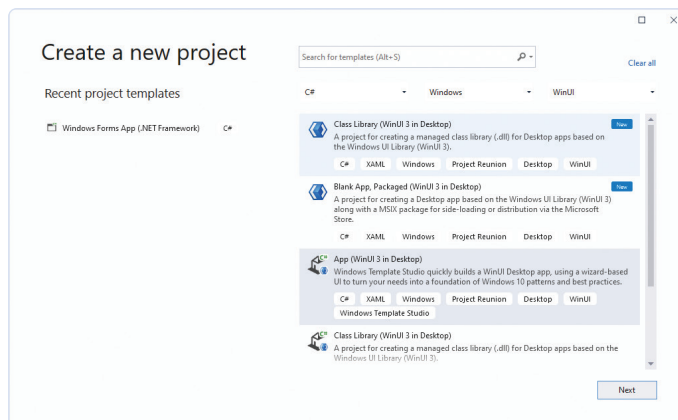 Create a new project
Search for templates (Alt+S)
Clear all
Recent project templates
C#
Windows
WinUI
Windows Forms App (.NET Framework)
C#
Class Library (WinUI 3 in Desktop)
New
A project for creating a managed class library (.dll) for Desktop apps based on
the Windows UI Library (WinUI 3).
C# XAML Windows Project Reunion Desktop WinUI
Blank App, Packaged (WinUI 3 in Desktop)
New
A project for creating a Desktop app based on the Windows UI Library (WinUI 3)
along with a MSIX package for side-loading or distribution via the Microsoft
Store.
C# XAML Windows Project Reunion Desktop WinUI
App (WinUI 3 in Desktop)
Windows Template Studio quickly builds a WinUI Desktop app, using a wizard-based
UI to turn your needs into a foundation of Windows 10 patterns and best practices.
C# XAML Windows Project Reunion Desktop WinUI
Windows Template Studio
Class Library (WinUI 3 in Desktop)
A project for creating a managed class library (.dll) for Desktop apps based on the
Windows UI Library (WinUI 3).
Next